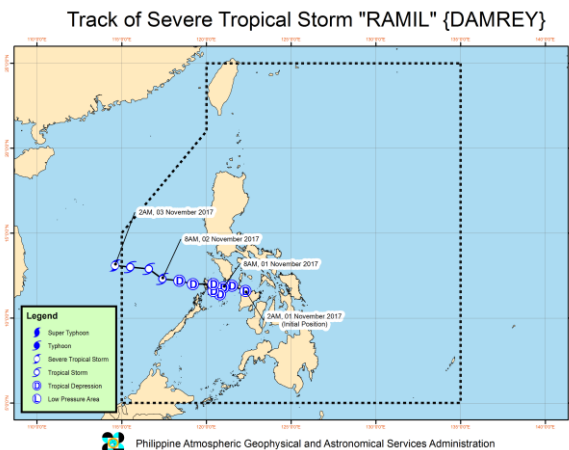 Track of Severe Tropical Storm "RAMIL" {DAMREY}
2AM, 03 November 2017
8AM, 02 November 2017
8AM, 01 November 2017
2AM, 01 November 2017
(Initial Position)
Legend
Super Typhoon
Typhoon
Severe Tropical Storm
Tropical Storm
D Tropical Depression
L Low Pressure Area
Philippine Atmospheric Geophysical and Astronomical Services Administration